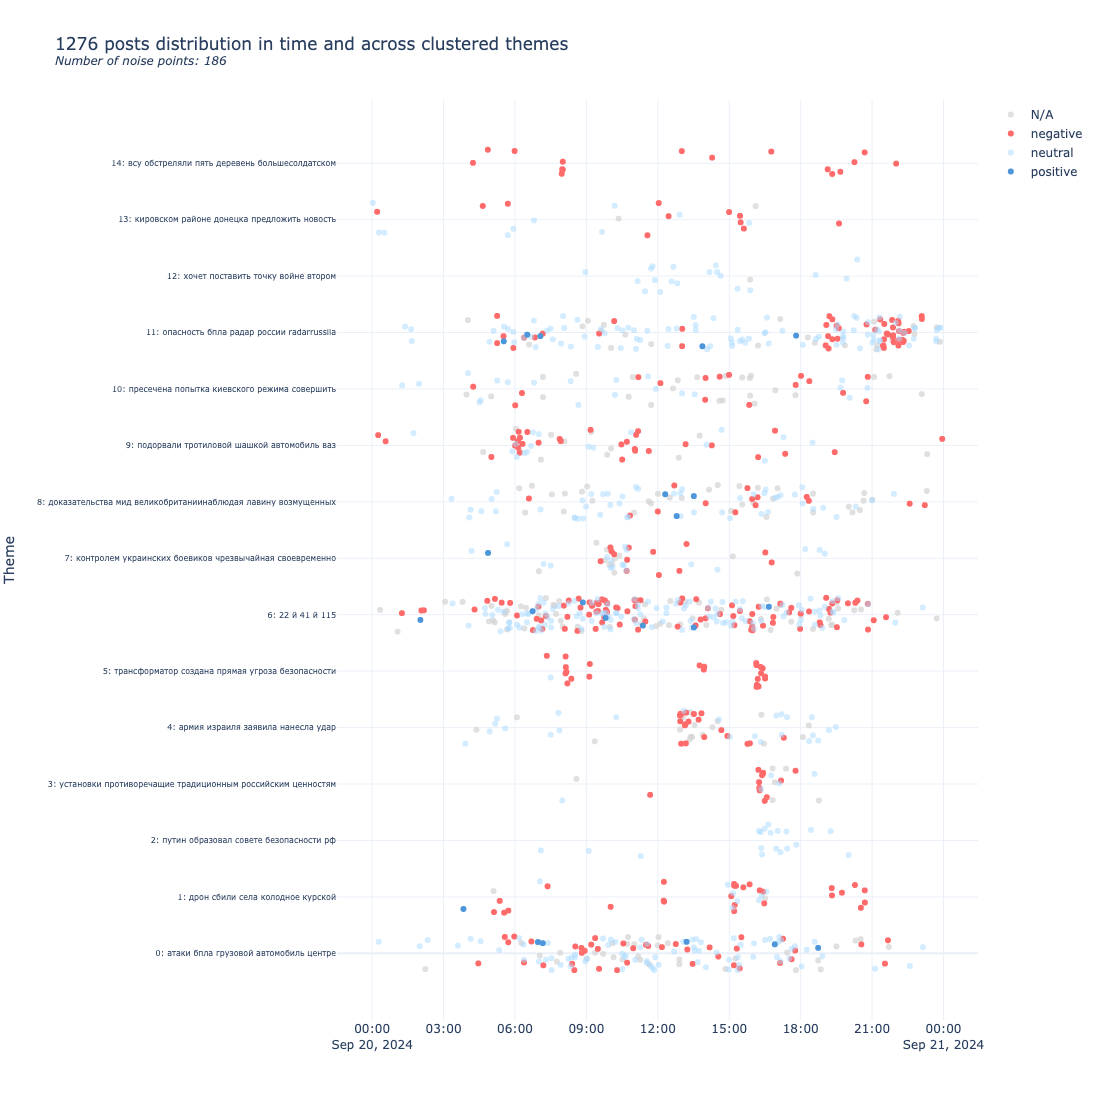 1276 posts distribution in time and across clustered themes
Number of noise points: 186
N/A
negative
neutral
positive
14: всу обстреляли пять деревень большесолдатском
13: кировском районе донецка предложить новость
12: хочет поставить точку войне втором
11: опасность бпла радар россии radarrussiia
10: пресечена попытка киевского режима совершить
9: подорвали тротиловой шашкой автомобиль ваз
8: доказательства мид великобританиинаблюдая лавину возмущенных
7: контролем украинских боевиков чрезвычайная своевременно
6: 22 й 41 й 115
5: трансформатор создана прямая угроза безопасности
4: армия израиля заявила нанесла удар
3: установки противоречащие традиционным российским ценностям
2: путин образовал совете безопасности рф
1: дрон сбили села колодное курской
0: атаки бпла грузовой автомобиль центре
Theme
00:00 03:00 06:00 09:00 12:00 15:00 18:00 21:00 00:00
Sep 20, 2024 Sep 21, 2024